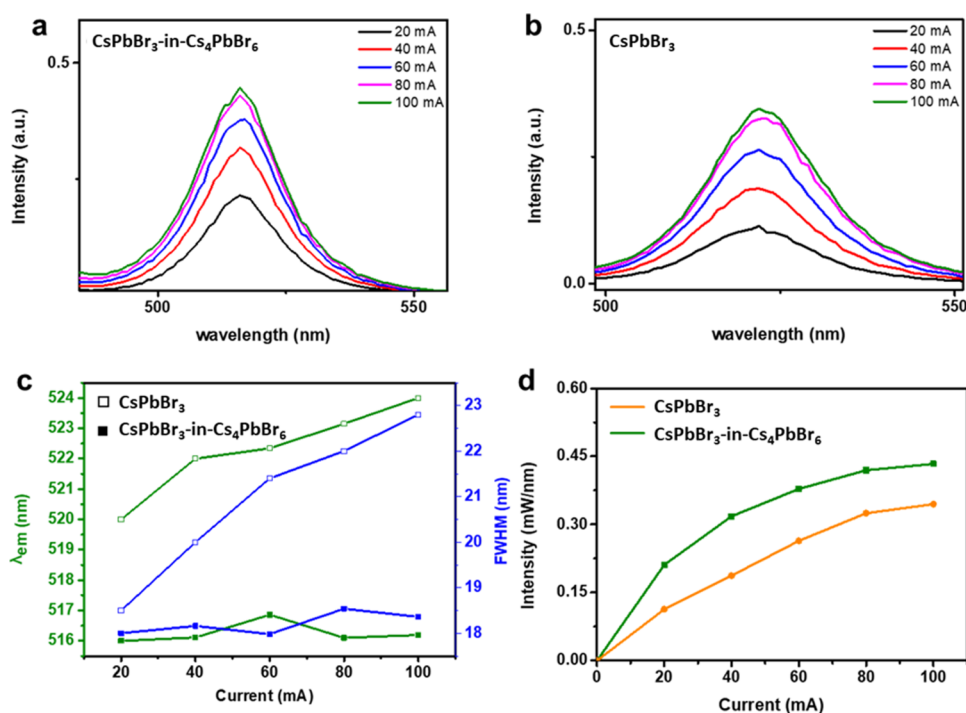 a
CsPbBr₃-in-Cs₄PbBr₆
20 mA
40 mA
60 mA
80 mA
100 mA
0.5
Intensity (a.u.)
500
550
wavelength (nm)
b
CsPbBr₃
20 mA
40 mA
60 mA
80 mA
100 mA
0.5
0.0
Intensity (a.u.)
500
550
wavelength (nm)
c
CsPbBr₃
CsPbBr₃-in-Cs₄PbBr₆
524
523
522
521
520
519
518
517
516
λem (nm)
23
22
21
20
19
18
FWHM (nm)
20
40
60
80
100
Current (mA)
d
CsPbBr₃
CsPbBr₃-in-Cs₄PbBr₆
0.60
0.45
0.30
0.15
0.00
Intensity (mW/nm)
0
20
40
60
80
100
Current (mA)